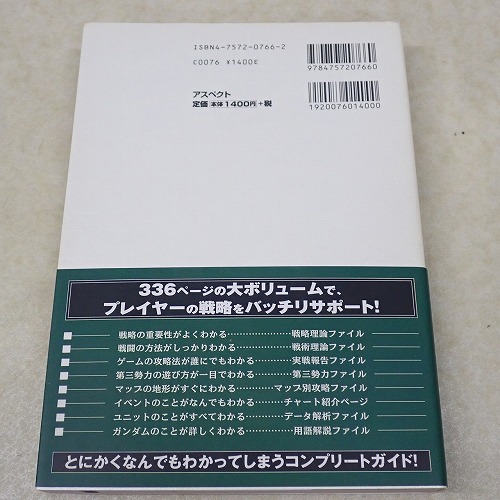 ISBN4-7572-0766-2
C0076 ¥1400E
9784757207660
アスペクト
定価 本体1400円+税
1920076014000
336ページの大ボリュームで、
プレイヤーの戦略をバッチリサポート!
戦略の重要性がよくわかる…………………戦略理論ファイル
戦闘の方法がしっかりわかる………………戦術理論ファイル
ゲームの攻略法が誰にでもわかる…………実戦報告ファイル
第三勢力の遊び方が一目でわかる…………第三勢力ファイル
マップの地形がすぐにわかる…………マップ別攻略ファイル
イベントのことがなんでもわかる…………チャート紹介ページ
ユニットのことがすべてわかる……………データ解析ファイル
ガンダムのことが詳しくわかる……………用語解説ファイル
とにかくなんでもわかってしまうコンプリートガイド!